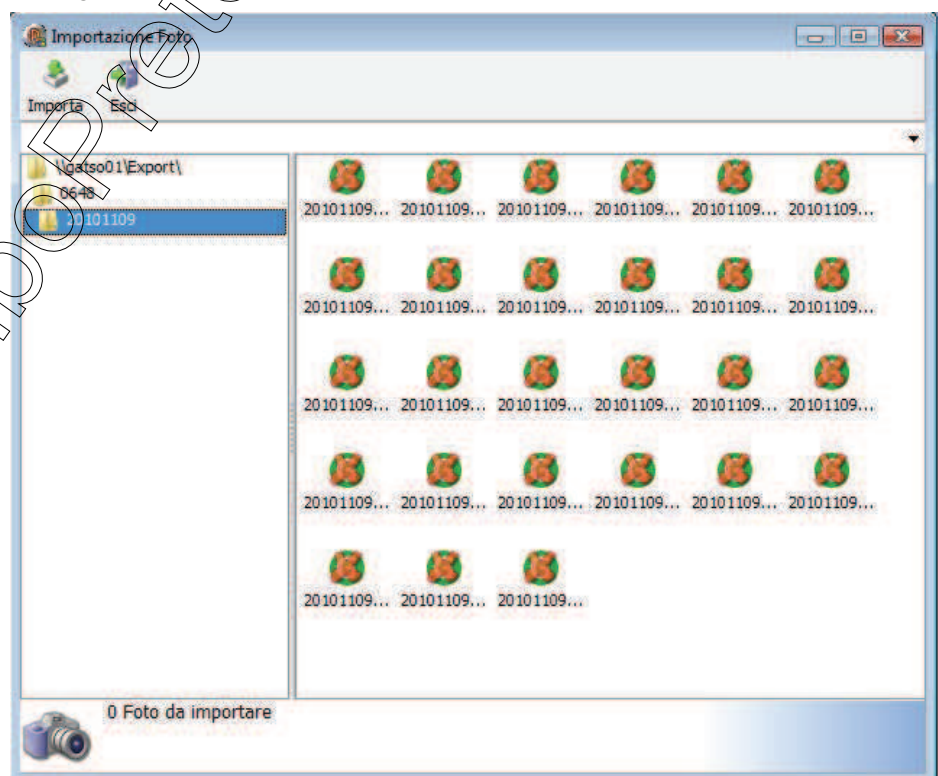 Importazione Foto
Importa Esci
\\gatso01\Export\
0648
20101109
20101109... 20101109... 20101109... 20101109... 20101109... 20101109...
20101109... 20101109... 20101109... 20101109... 20101109... 20101109...
20101109... 20101109... 20101109... 20101109... 20101109... 20101109...
20101109... 20101109... 20101109... 20101109... 20101109... 20101109...
20101109... 20101109... 20101109...
0 Foto da importare